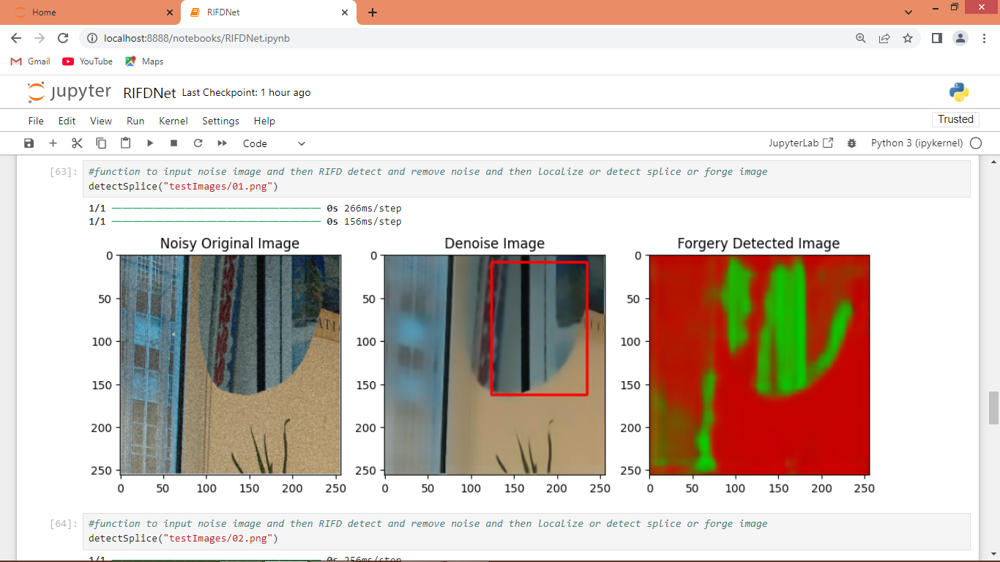 Home
RIFDNet
localhost:8888/notebooks/RIFDNet.ipynb
Gmail
YouTube
Maps
jupyter RIFDNet Last Checkpoint: 1 hour ago
File Edit View Run Kernel Settings Help
Trusted
Code
JupyterLab
Python 3 (ipykernel)
[63]: #function to input noise image and then RIFD detect and remove noise and then localize or detect splice or forge image
detectSplice("testImages/01.png")
1/1 0s 266ms/step
1/1 0s 156ms/step
Noisy Original Image Denoise Image Forgery Detected Image
0
50
100
150
200
250
0 50 100 150 200 250
0
50
100
150
200
250
0 50 100 150 200 250
0
50
100
150
200
250
0 50 100 150 200 250
[64]: #function to input noise image and then RIFD detect and remove noise and then localize or detect splice or forge image
detectSplice("testImages/02.png")
1/1 0s 256ms/step